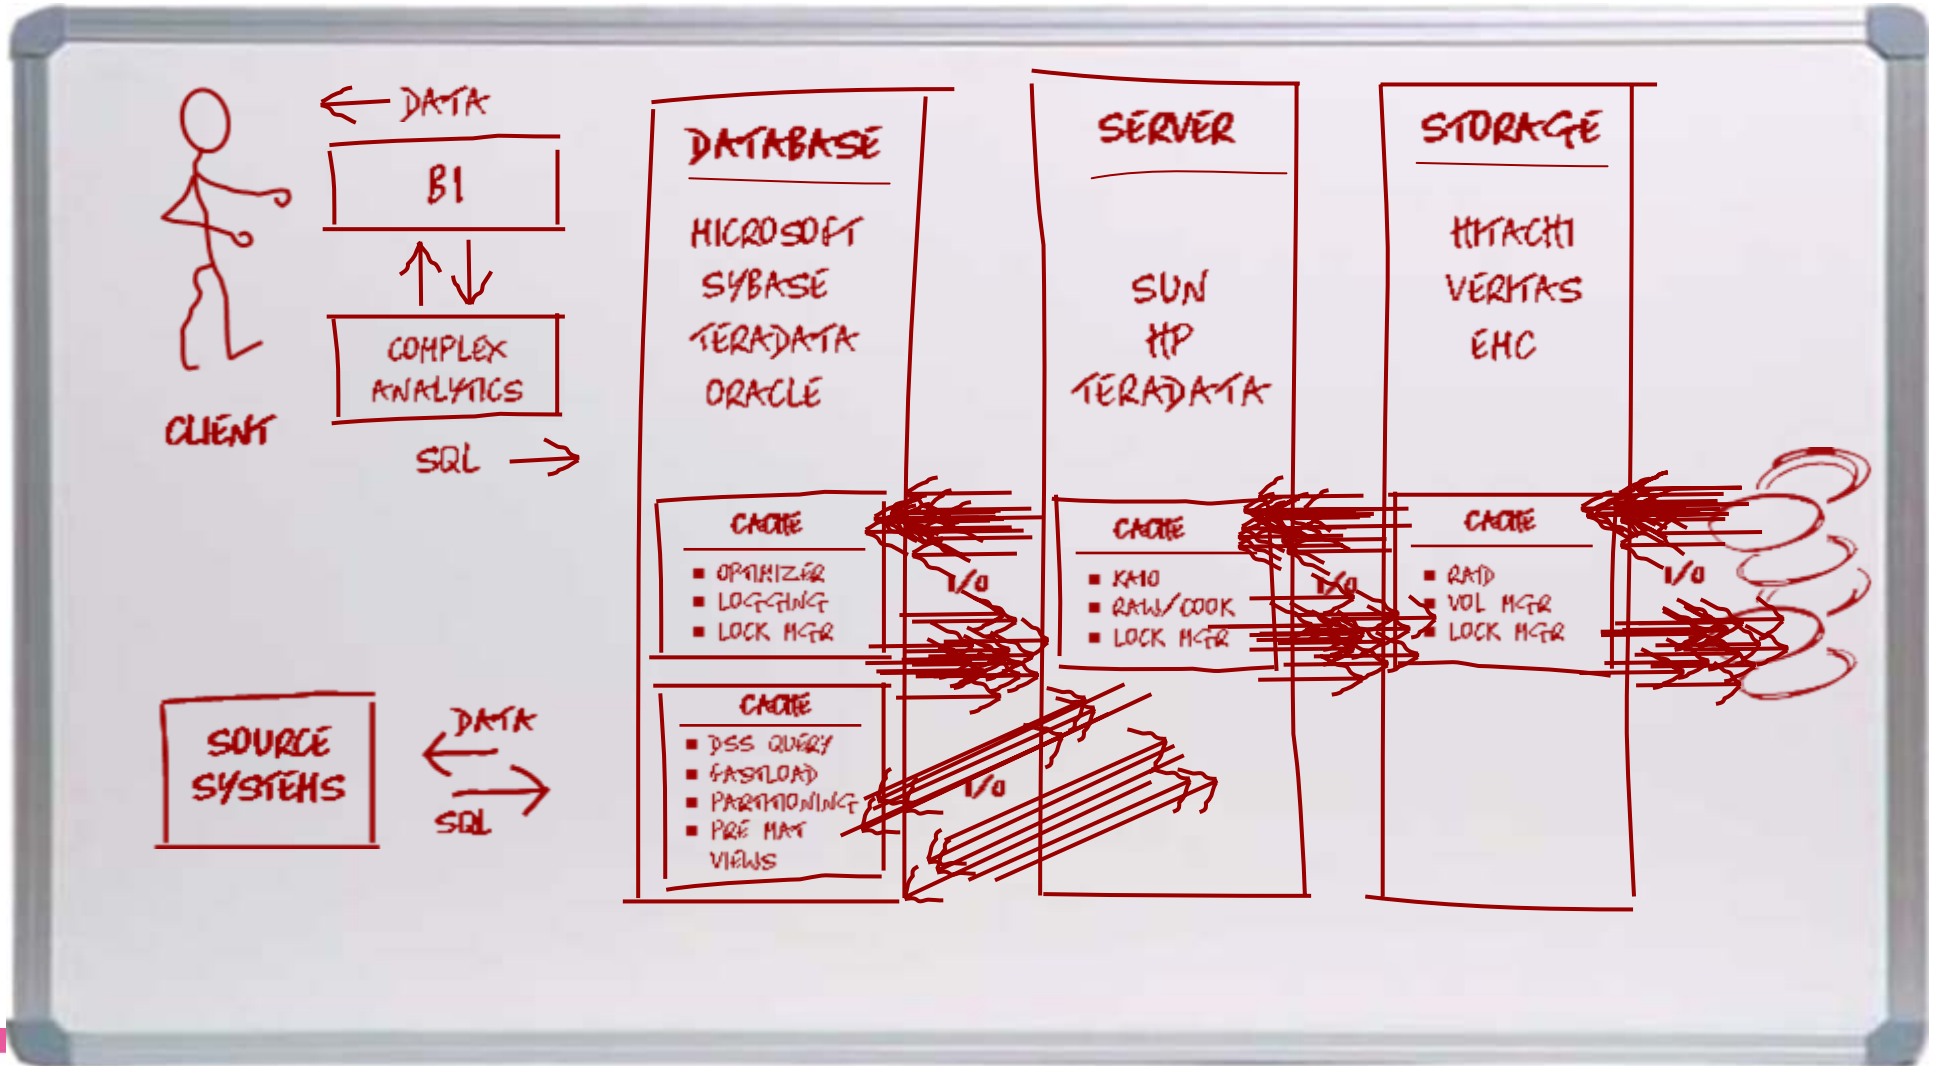 DATA
BI
COMPLEX
ANALYTICS
SQL
CLIENT
SOURCE
SYSTEMS
DATA
SQL
DATABASE
MICROSOFT
SYBASE
TERADATA
ORACLE
CACHE
■ OPTIMIZER
■ LOGGING
■ LOCK MGR
CACHE
■ DSS QUERY
■ FASTLOAD
■ PARTITIONING
■ PRE MAT
VIEWS
I/O
I/O
SERVER
SUN
HP
TERADATA
CACHE
■ KAIO
■ RAW/COOK
■ LOCK MGR
I/O
STORAGE
HITACHI
VERITAS
EMC
CACHE
■ RAID
■ VOL MGR
■ LOCK MGR
I/O